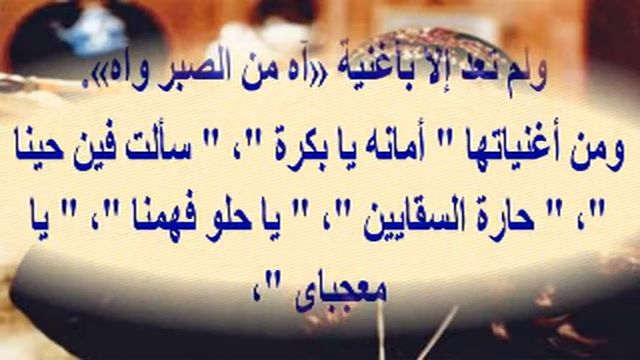 ولم تعد إلا بأغنية «آه من الصبر وآه».
ومن أغنياتها " أمانه يا بكرة "، " سألت فين حينا
"، " حارة السقايين "، " يا حلو فهمنا "، " يا
معجباى "،